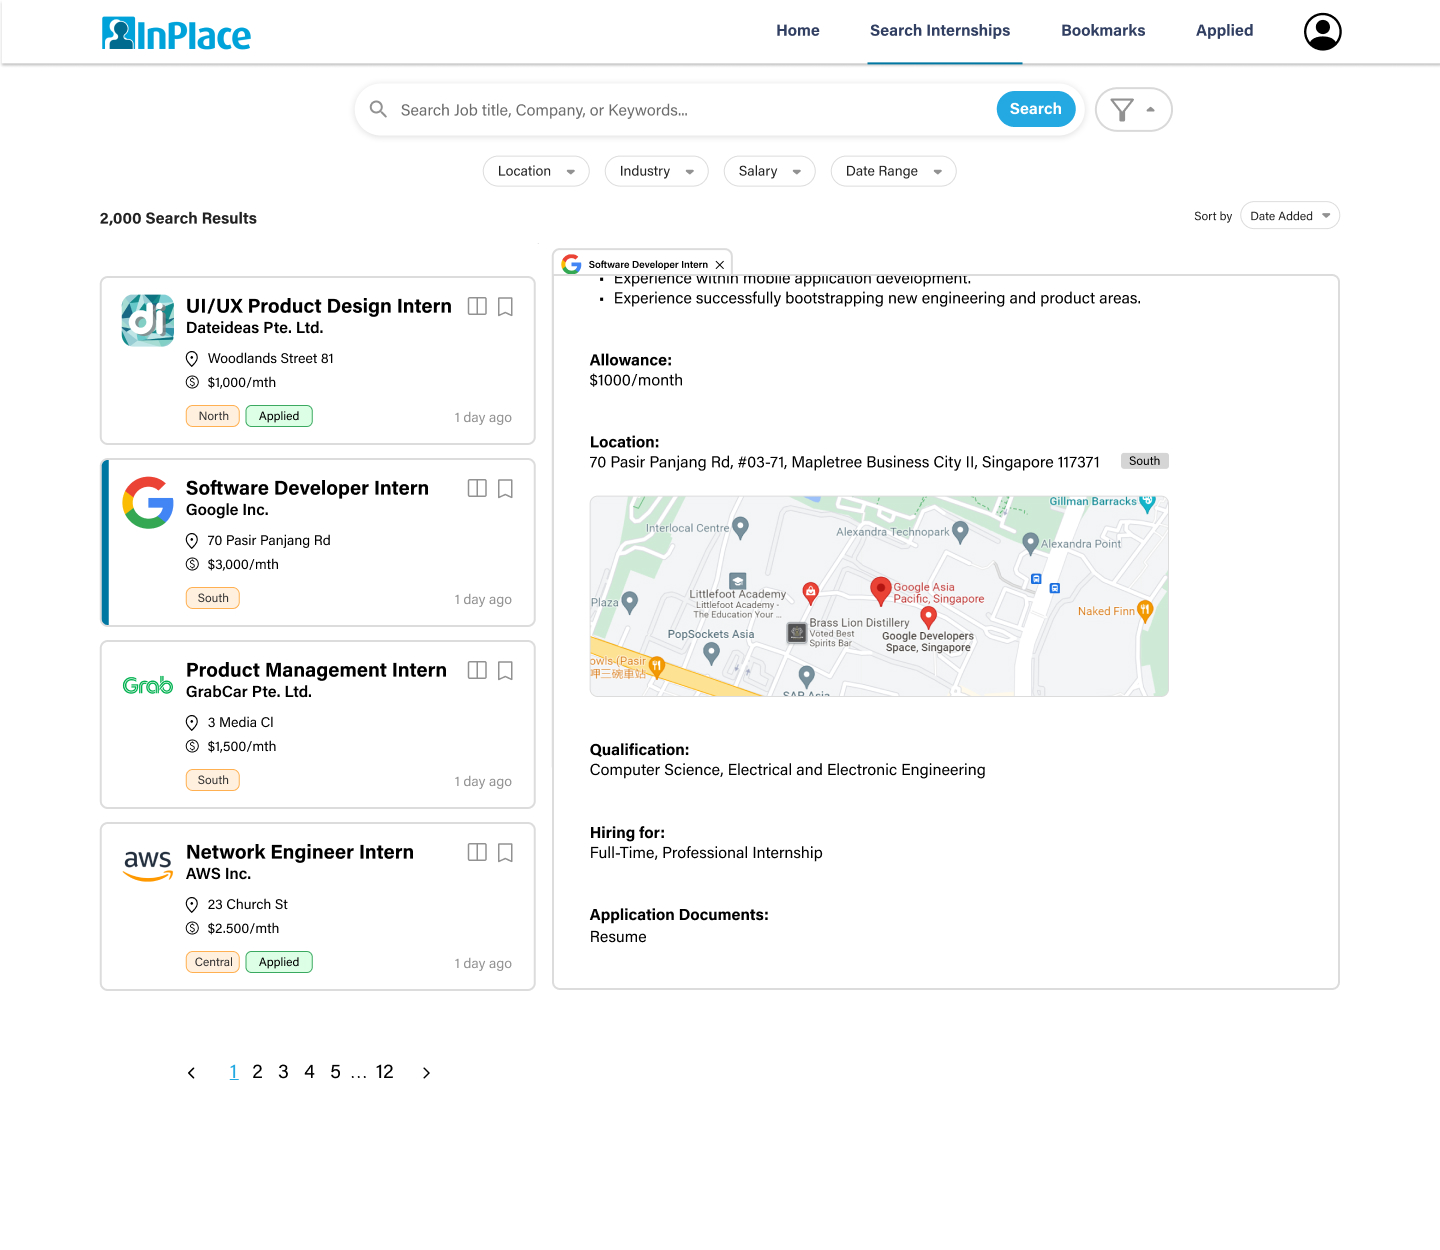 InPlace
Home
Search Internships
Bookmarks
Applied
Search Job title, Company, or Keywords...
Search
Location
Industry
Salary
Date Range
2,000 Search Results
Sort by
Date Added
di
UI/UX Product Design Intern
Dateideas Pte. Ltd.
Woodlands Street 81
$1,000/mth
North
Applied
1 day ago
Software Developer Intern
Google Inc.
70 Pasir Panjang Rd
$3,000/mth
South
1 day ago
Grab
Product Management Intern
GrabCar Pte. Ltd.
3 Media Cl
$1,500/mth
South
1 day ago
aws
Network Engineer Intern
AWS Inc.
23 Church St
$2.500/mth
Central
Applied
1 day ago
1 2 3 4 5 ... 12
Software Developer Intern
• Experience within mobile application development.
• Experience successfully bootstrapping new engineering and product areas.
Allowance:
$1000/month
Location:
70 Pasir Panjang Rd, #03-71, Mapletree Business City II, Singapore 117371
South
Gillman Barracks
Interlocal Centre
Alexandra Technopark
Alexandra Point
Littlefoot Academy
Littlefoot Academy -
The Education Your ...
Plaza
Google Asia
Pacific, Singapore
Naked Finn
Brass Lion Distillery
Voted Best
Spirits Bar
PopSockets Asia
Google Developers
Space, Singapore
owls (Pasir
呷三碗車站
SAP Asia
Qualification:
Computer Science, Electrical and Electronic Engineering
Hiring for:
Full-Time, Professional Internship
Application Documents:
Resume